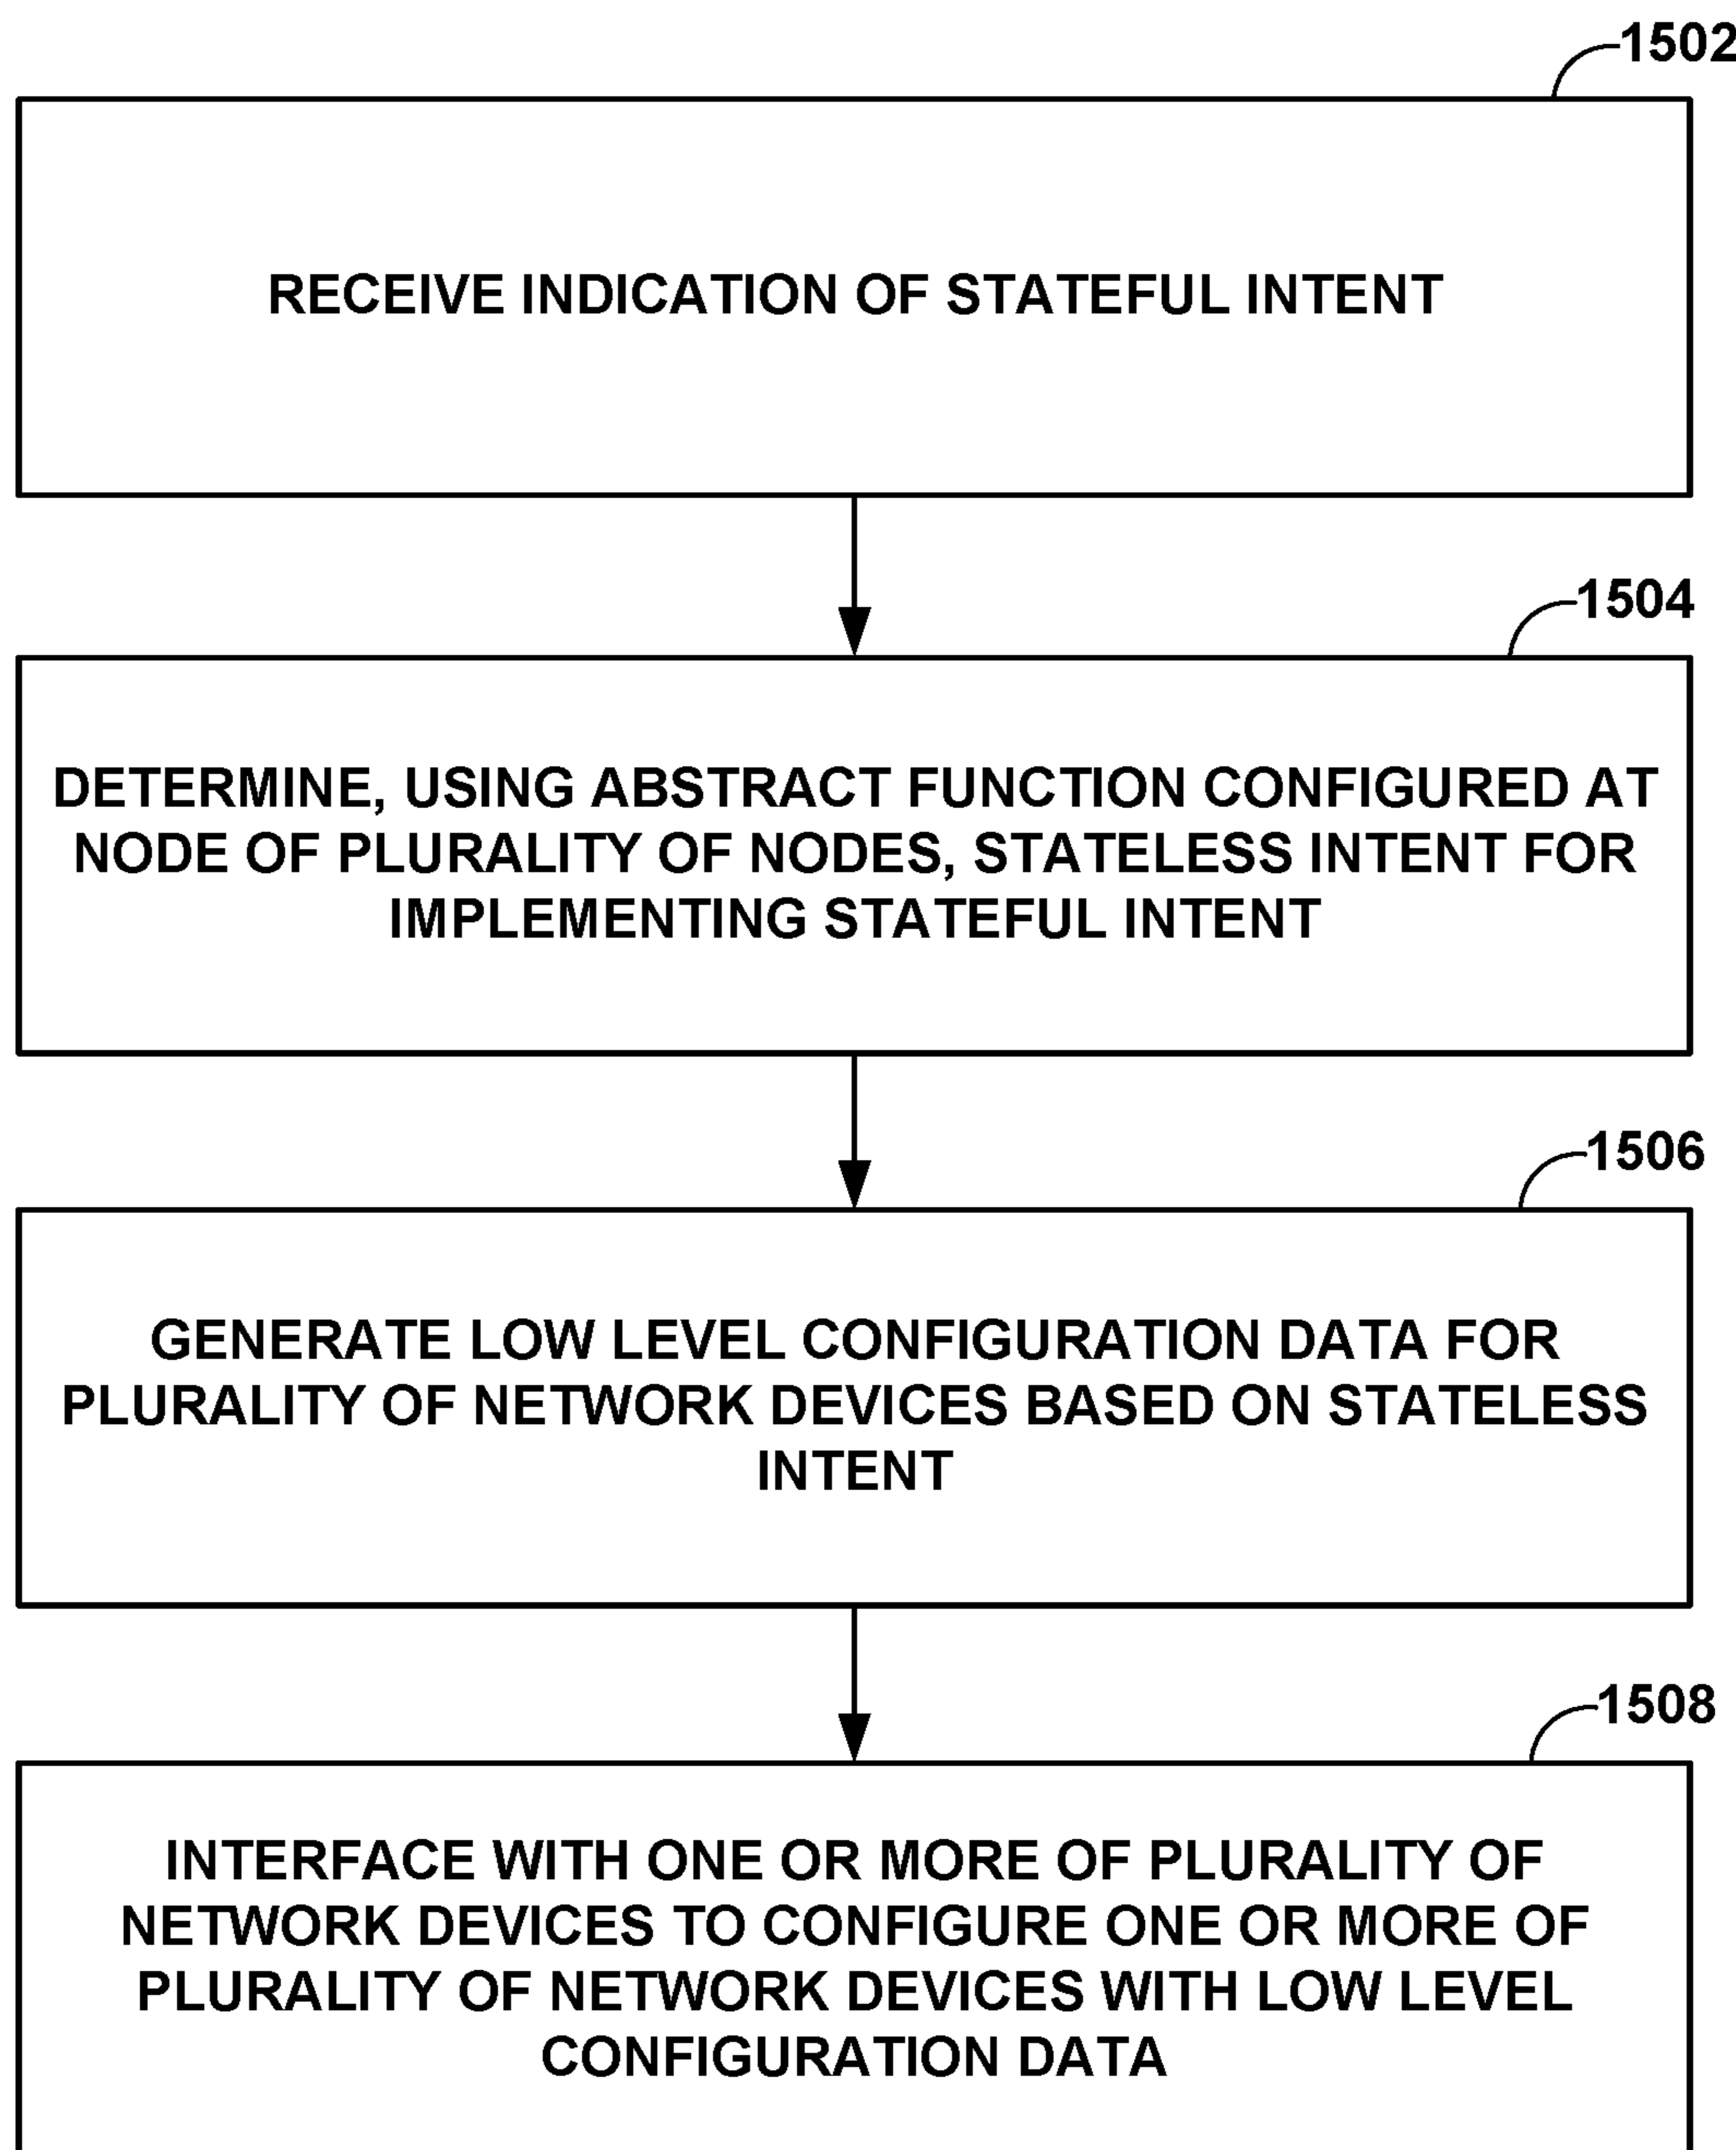 1502
RECEIVE INDICATION OF STATEFUL INTENT
1504
DETERMINE, USING ABSTRACT FUNCTION CONFIGURED AT
NODE OF PLURALITY OF NODES, STATELESS INTENT FOR
IMPLEMENTING STATEFUL INTENT
1506
GENERATE LOW LEVEL CONFIGURATION DATA FOR
PLURALITY OF NETWORK DEVICES BASED ON STATELESS
INTENT
1508
INTERFACE WITH ONE OR MORE OF PLURALITY OF
NETWORK DEVICES TO CONFIGURE ONE OR MORE OF
PLURALITY OF NETWORK DEVICES WITH LOW LEVEL
CONFIGURATION DATA